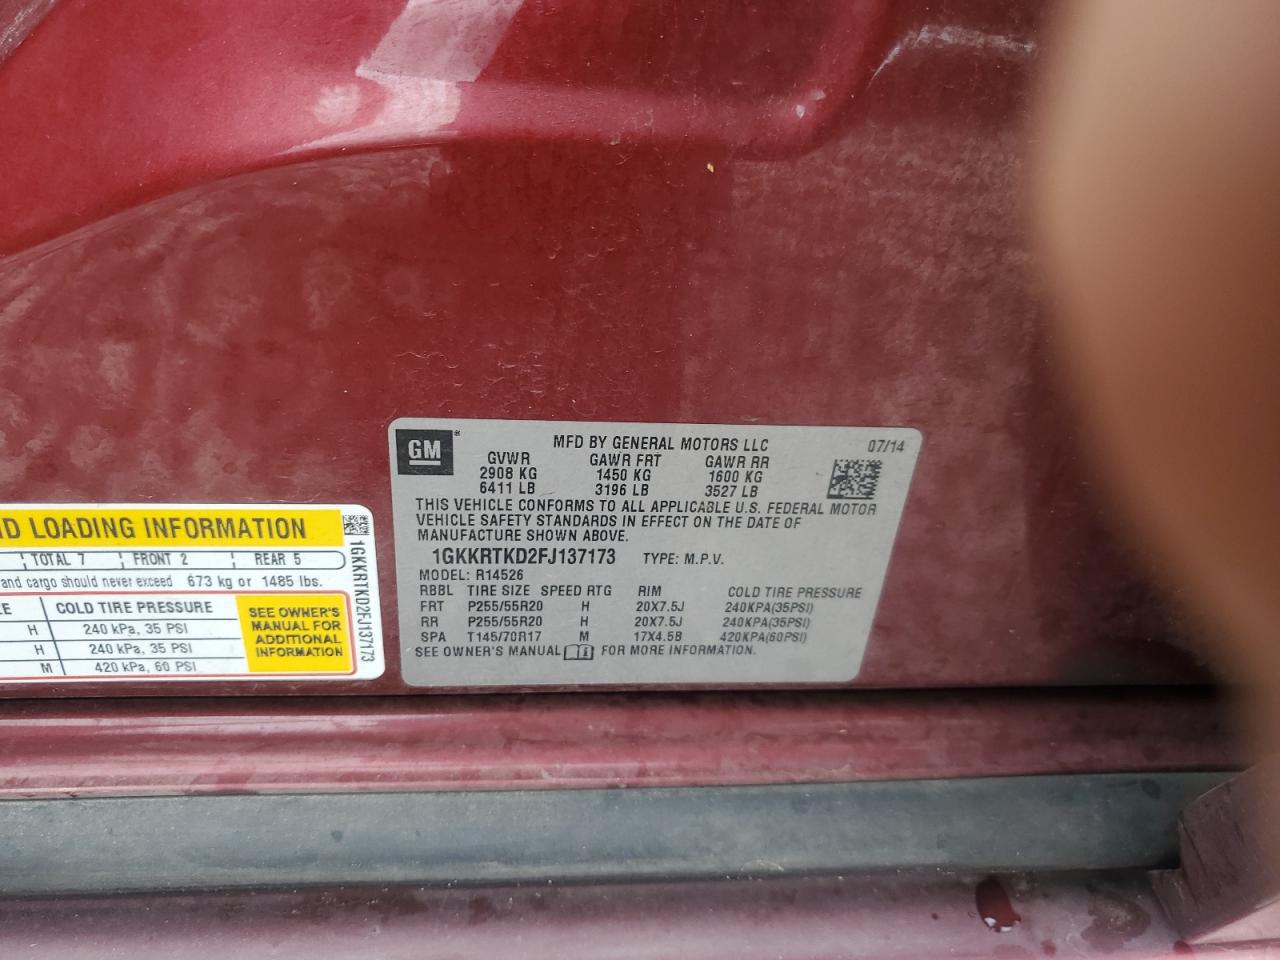 GM
MFD BY GENERAL MOTORS LLC 07/14
GVWR GAWR FRT GAWR RR
2908 KG 1450 KG 1600 KG
6411 LB 3196 LB 3527 LB
THIS VEHICLE CONFORMS TO ALL APPLICABLE U.S. FEDERAL MOTOR
VEHICLE SAFETY STANDARDS IN EFFECT ON THE DATE OF
MANUFACTURE SHOWN ABOVE.
1GKKRTKD2FJ137173 TYPE: M.P.V.
MODEL: R14526
RBBL TIRE SIZE SPEED RTG RIM COLD TIRE PRESSURE
FRT P255/55R20 H 20X7.5J 240KPA(35PSI)
RR P255/55R20 H 20X7.5J 240KPA(35PSI)
SPA T145/70R17 M 17X4.5B 420KPA(60PSI)
SEE OWNER'S MANUAL FOR MORE INFORMATION.
LOADING INFORMATION
TOTAL 7 FRONT 2 REAR 5
and cargo should never exceed 673 kg or 1485 lbs.
COLD TIRE PRESSURE
H 240 kPa, 35 PSI
H 240 kPa, 35 PSI
M 420 kPa, 60 PSI
SEE OWNER'S
MANUAL FOR
ADDITIONAL
INFORMATION
1GKKRTKD2FJ137173